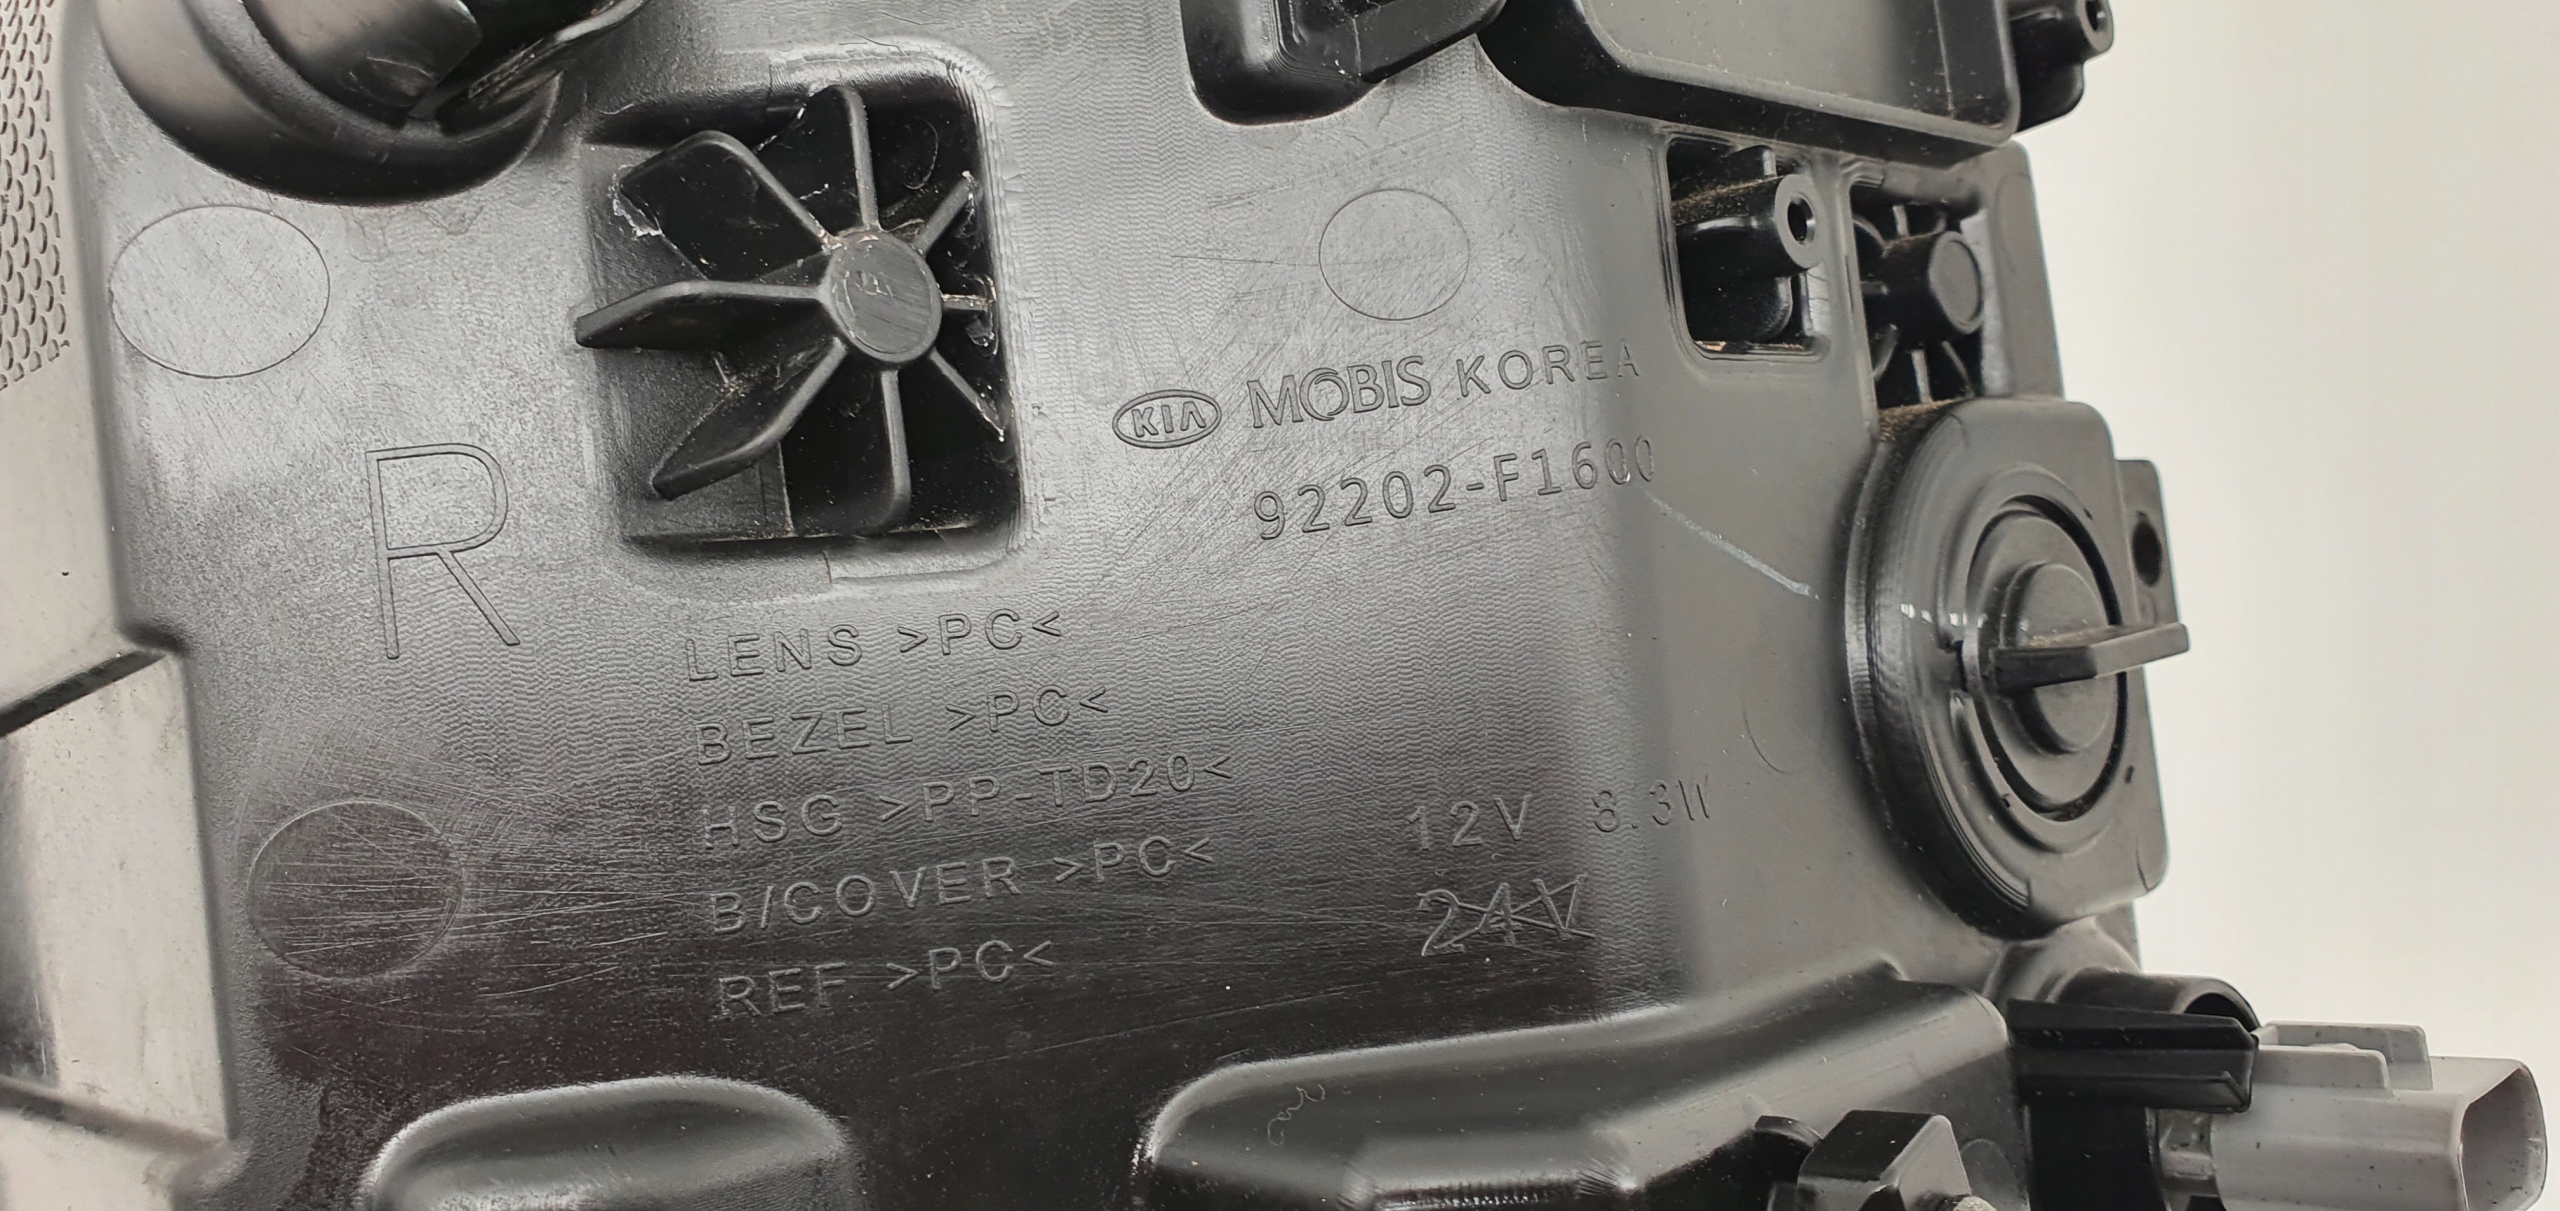 KIA MOBIS KOREA
92202-F1600
R
LENS >PC<
BEZEL >PC<
HSG >PP-TD20<
B/COVER >PC<
REF >PC<
12V 8.3W
24V